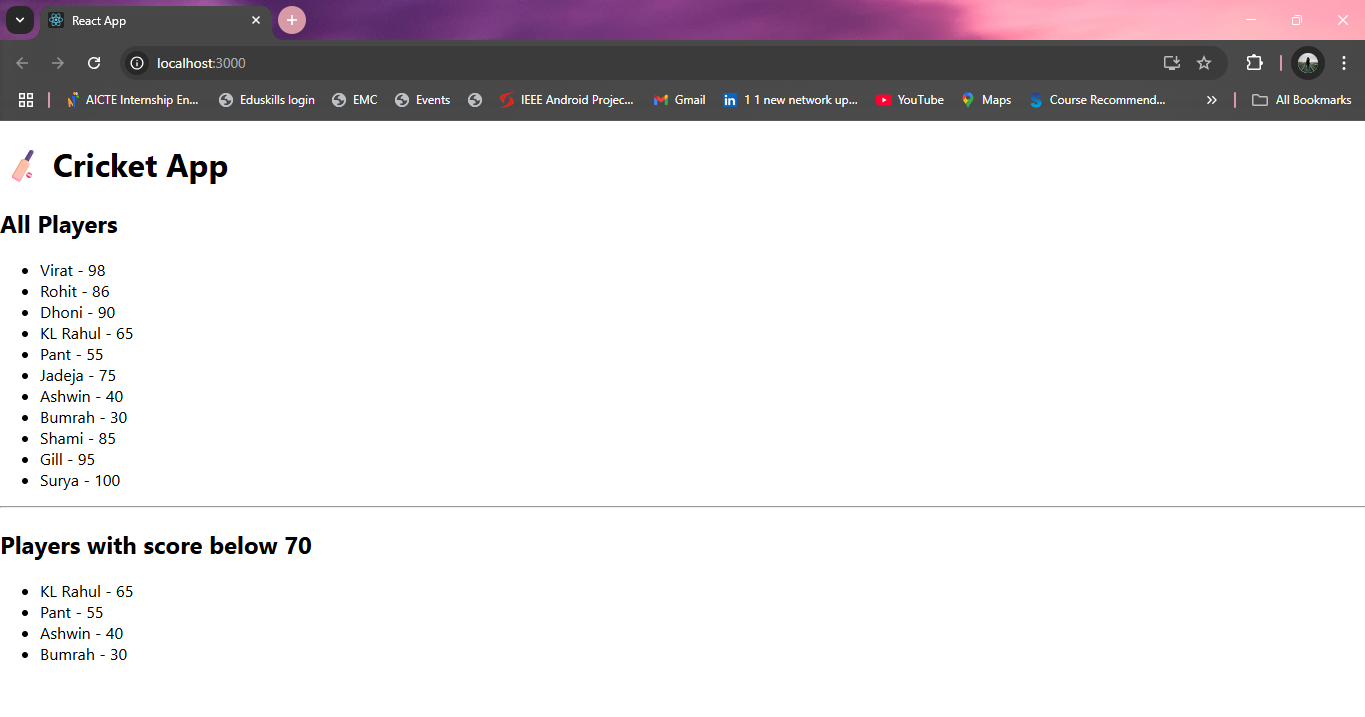 React App
localhost:3000
AICTE Internship En... Eduskills login EMC Events IEEE Android Projec... Gmail 1 1 new network up... YouTube Maps Course Recommend... » All Bookmarks
Cricket App
All Players
• Virat - 98
• Rohit - 86
• Dhoni - 90
• KL Rahul - 65
• Pant - 55
• Jadeja - 75
• Ashwin - 40
• Bumrah - 30
• Shami - 85
• Gill - 95
• Surya - 100
Players with score below 70
• KL Rahul - 65
• Pant - 55
• Ashwin - 40
• Bumrah - 30